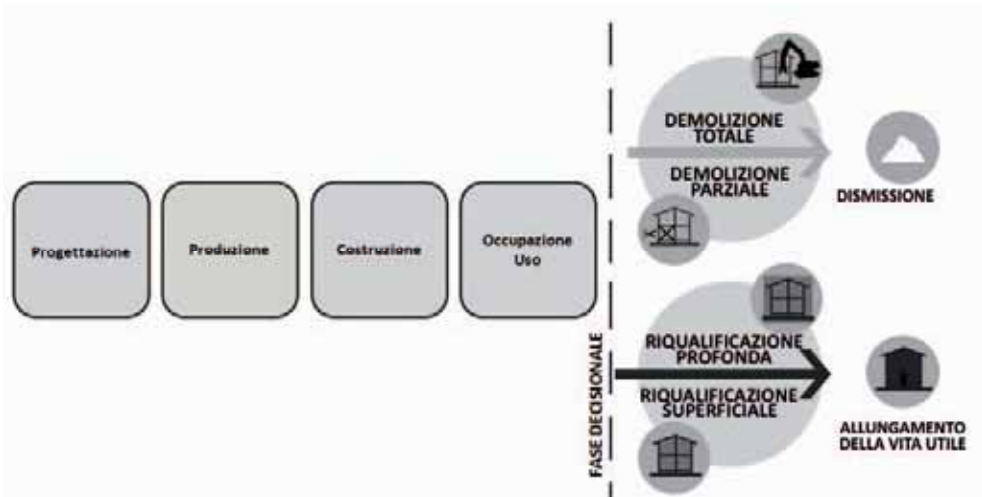 Progettazione
Produzione
Costruzione
Occupazione
Uso
FASE DECISIONALE
DEMOLIZIONE
TOTALE
DEMOLIZIONE
PARZIALE
DISMISSIONE
RIQUALIFICAZIONE
PROFONDA
RIQUALIFICAZIONE
SUPERFICIALE
ALLUNGAMENTO
DELLA VITA UTILE